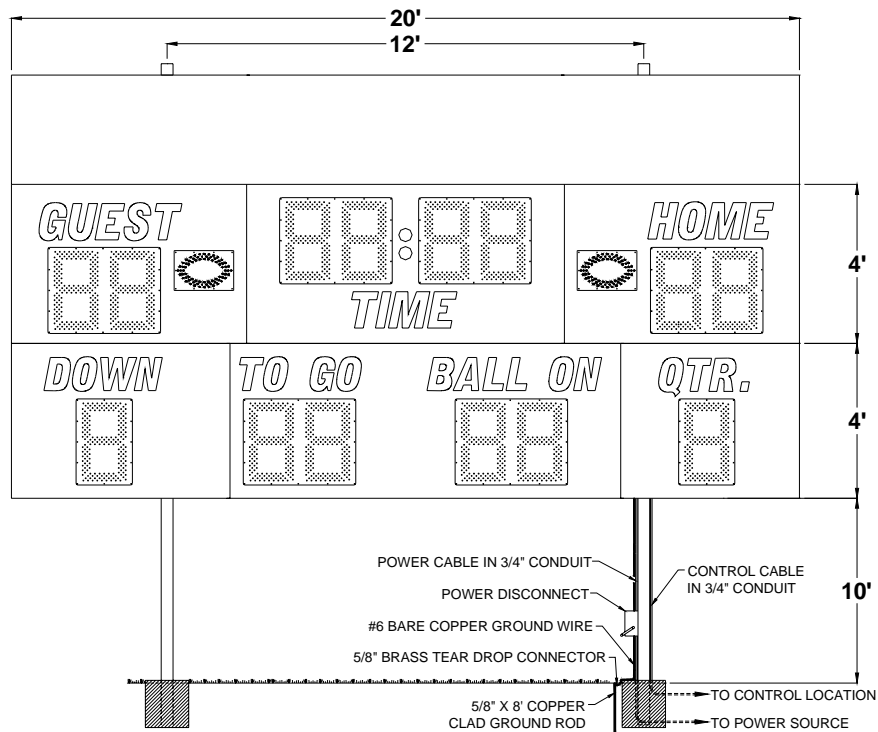 20'
12'
GUEST
HOME
TIME
4'
DOWN
TO GO
BALL ON
QTR.
4'
POWER CABLE IN 3/4" CONDUIT
CONTROL CABLE
IN 3/4" CONDUIT
10'
POWER DISCONNECT
#6 BARE COPPER GROUND WIRE
5/8" BRASS TEAR DROP CONNECTOR
5/8" X 8' COPPER
CLAD GROUND ROD
TO CONTROL LOCATION
TO POWER SOURCE